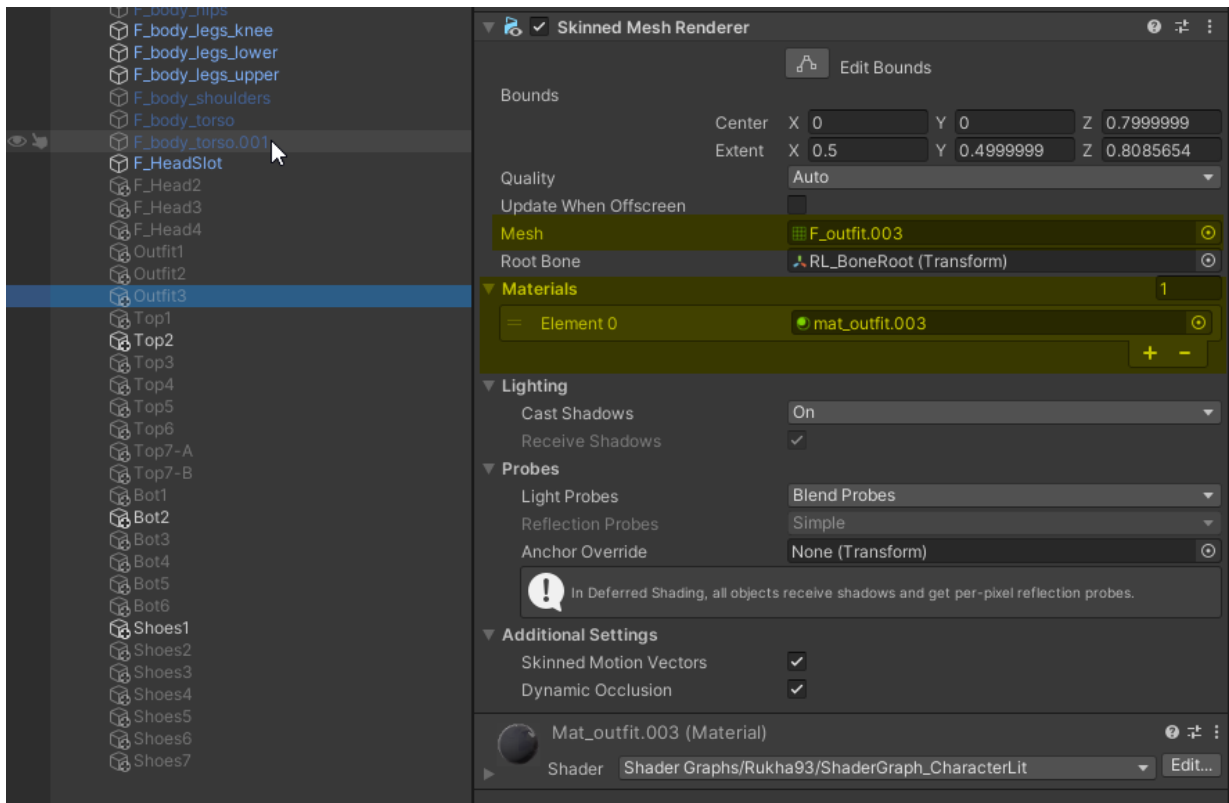 F_body_hips
F_body_legs_knee
F_body_legs_lower
F_body_legs_upper
F_body_shoulders
F_body_torso
F_body_torso.001
F_HeadSlot
F_Head2
F_Head3
F_Head4
Outfit1
Outfit2
Outfit3
Top1
Top2
Top3
Top4
Top5
Top6
Top7-A
Top7-B
Bot1
Bot2
Bot3
Bot4
Bot5
Bot6
Shoes1
Shoes2
Shoes3
Shoes4
Shoes5
Shoes6
Shoes7
Skinned Mesh Renderer
Edit Bounds
Bounds
Center X 0 Y 0 Z 0.7999999
Extent X 0.5 Y 0.4999999 Z 0.8085654
Quality Auto
Update When Offscreen
Mesh F_outfit.003
Root Bone RL_BoneRoot (Transform)
Materials 1
Element 0 mat_outfit.003
+ −
Lighting
Cast Shadows On
Receive Shadows
Probes
Light Probes Blend Probes
Reflection Probes Simple
Anchor Override None (Transform)
In Deferred Shading, all objects receive shadows and get per-pixel reflection probes.
Additional Settings
Skinned Motion Vectors
Dynamic Occlusion
Mat_outfit.003 (Material)
Shader Shader Graphs/Rukha93/ShaderGraph_CharacterLit Edit...